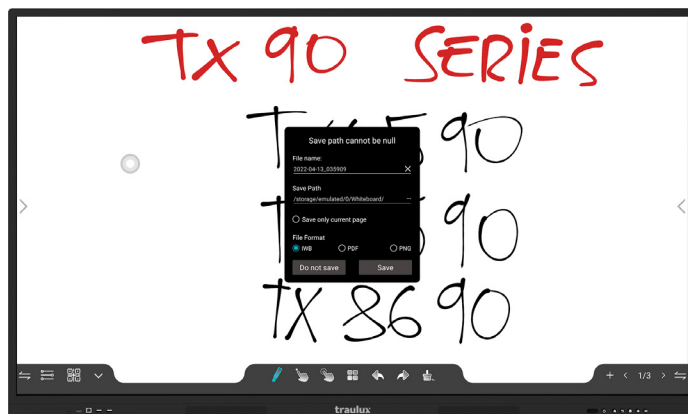 TX 90 SERiES
T
5 90
Save path cannot be null
File name:
2022-04-13_035909
Save Path
/storage/emulated/0/Whiteboard/
Save only current page
File Format
IWB PDF PNG
Do not save Save
T
90
TX 8690
1/3
traulux